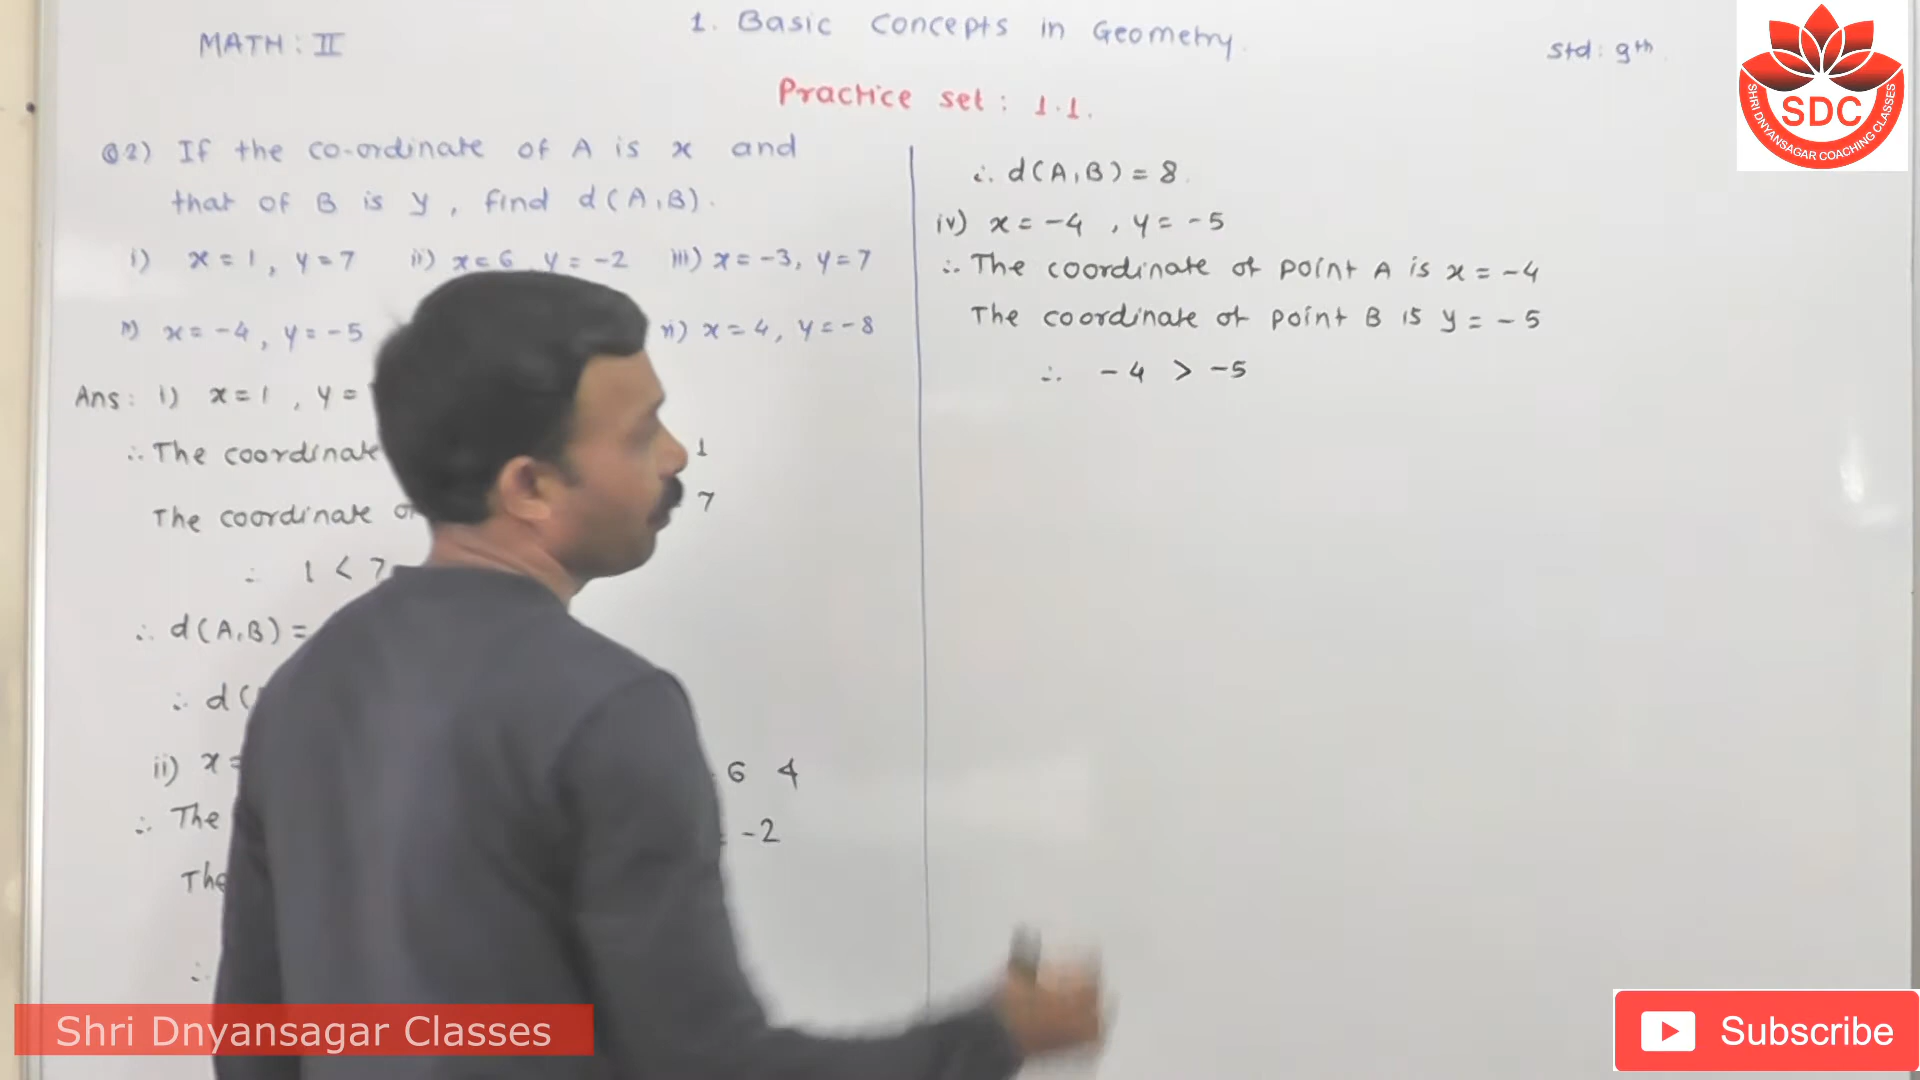 MATH : II
1. Basic Concepts in Geometry.
Std : 9th
Practice set : 1.1.
Q2) If the co-ordinate of A is x and
that of B is y, find d(A,B).
i) x = 1, y = 7 ii) x = 6 y = -2 iii) x = -3, y = 7
iv) x = -4, y = -5 vi) x = 4, y = -8
Ans : i) x = 1, y =
∴ The coordinate 1
The coordinate of 7
∴ 1 < 7
∴ d(A,B) =
∴ d(
ii) x = 6 4
∴ The -2
The
∴
∴ d(A,B) = 8
iv) x = -4, y = -5
∴ The coordinate of point A is x = -4
The coordinate of point B is y = -5
∴ -4 > -5
SDC
SHRI DNYANSAGAR COACHING CLASSES
Shri Dnyansagar Classes
Subscribe